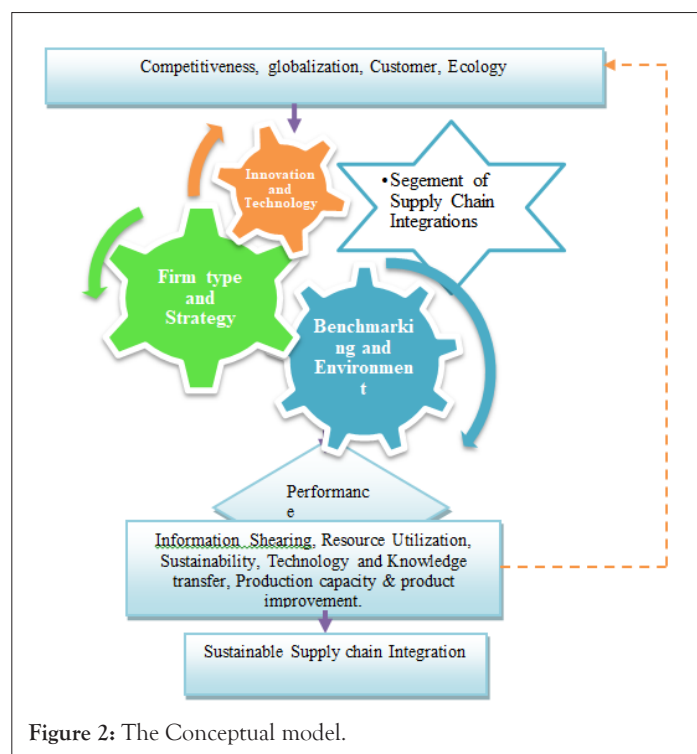 Competitiveness, globalization, Customer, Ecology
Innovation
and
Technology
•Segement of
Supply Chain
Integrations
Firm type
and
Strategy
Benchmarki
ng and
Environmen
t
Performanc
e
Information Shearing, Resource Utilization,
Sustainability, Technology and Knowledge
transfer, Production capacity & product
improvement.
Sustainable Supply chain Integration
Figure 2: The Conceptual model.